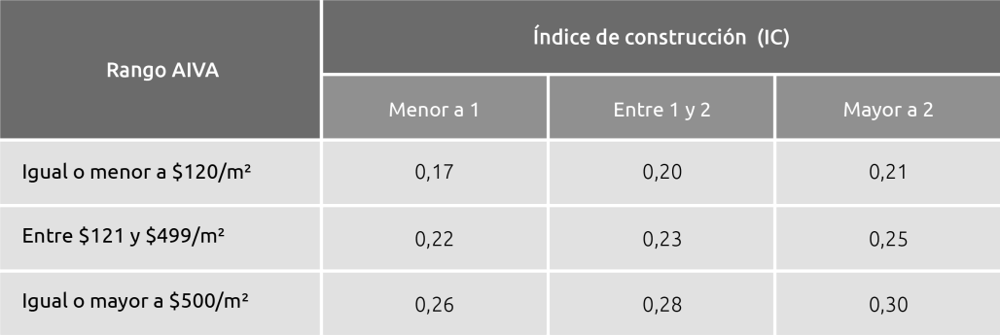 Rango AIVA
Índice de construcción (IC)
Menor a 1
Entre 1 y 2
Mayor a 2
Igual o menor a $120/m²
0,17
0,20
0,21
Entre $121 y $499/m²
0,22
0,23
0,25
Igual o mayor a $500/m²
0,26
0,28
0,30